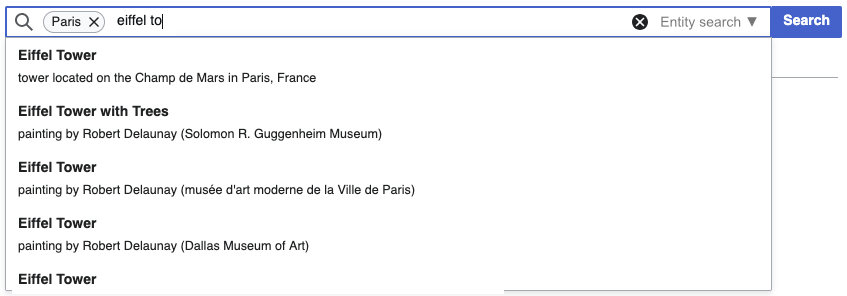 Paris eiffel to Entity search ▼ Search
Eiffel Tower
tower located on the Champ de Mars in Paris, France
Eiffel Tower with Trees
painting by Robert Delaunay (Solomon R. Guggenheim Museum)
Eiffel Tower
painting by Robert Delaunay (musée d'art moderne de la Ville de Paris)
Eiffel Tower
painting by Robert Delaunay (Dallas Museum of Art)
Eiffel Tower